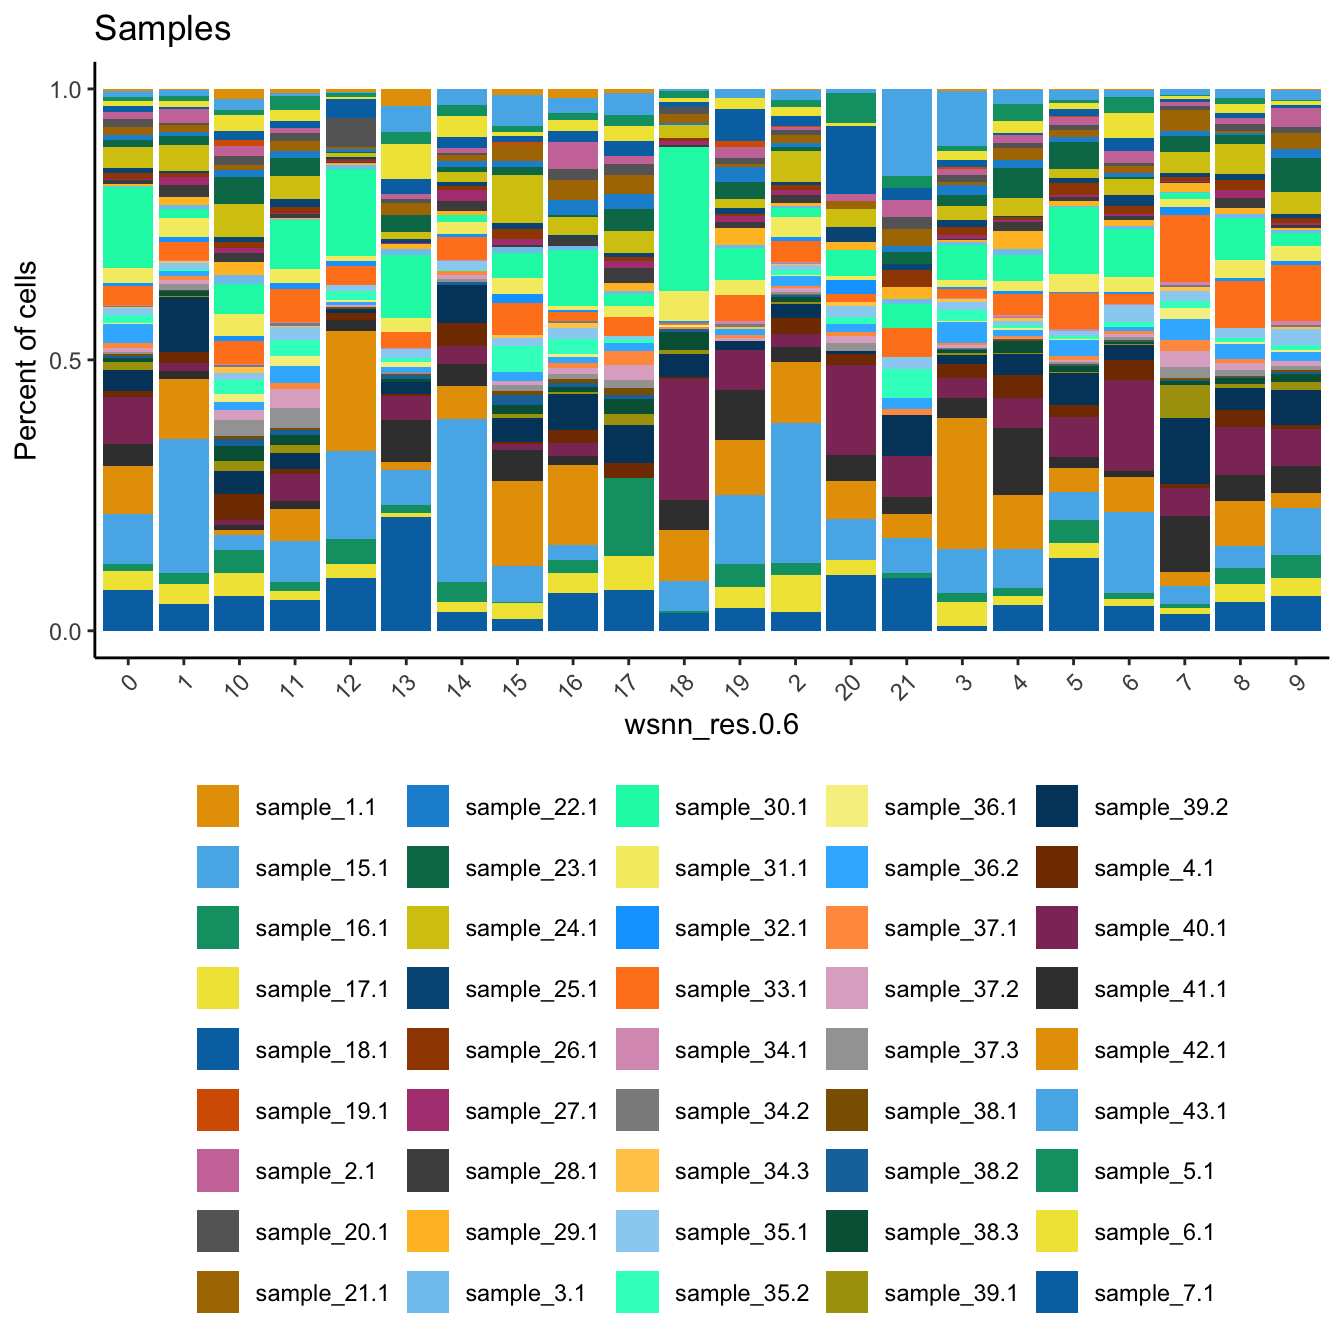 Samples
1.0
0.5
0.0
Percent of cells
0 1 10 11 12 13 14 15 16 17 18 19 2 20 21 3 4 5 6 7 8 9
wsnn_res.0.6
sample_1.1 sample_22.1 sample_30.1 sample_36.1 sample_39.2
sample_15.1 sample_23.1 sample_31.1 sample_36.2 sample_4.1
sample_16.1 sample_24.1 sample_32.1 sample_37.1 sample_40.1
sample_17.1 sample_25.1 sample_33.1 sample_37.2 sample_41.1
sample_18.1 sample_26.1 sample_34.1 sample_37.3 sample_42.1
sample_19.1 sample_27.1 sample_34.2 sample_38.1 sample_43.1
sample_2.1 sample_28.1 sample_34.3 sample_38.2 sample_5.1
sample_20.1 sample_29.1 sample_35.1 sample_38.3 sample_6.1
sample_21.1 sample_3.1 sample_35.2 sample_39.1 sample_7.1